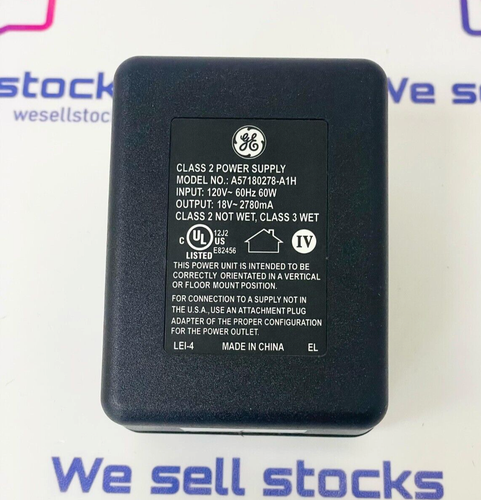 stocks
wesellstocks
We sell
GE
CLASS 2 POWER SUPPLY
MODEL NO.: A57180278-A1H
INPUT: 120V~ 60Hz 60W
OUTPUT: 18V~ 2780mA
CLASS 2 NOT WET, CLASS 3 WET
C UL US 12J2
LISTED E82456
IV
THIS POWER UNIT IS INTENDED TO BE
CORRECTLY ORIENTATED IN A VERTICAL
OR FLOOR MOUNT POSITION.
FOR CONNECTION TO A SUPPLY NOT IN
THE U.S.A., USE AN ATTACHMENT PLUG
ADAPTER OF THE PROPER CONFIGURATION
FOR THE POWER OUTLET.
LEI-4 MADE IN CHINA EL
We sell stocks